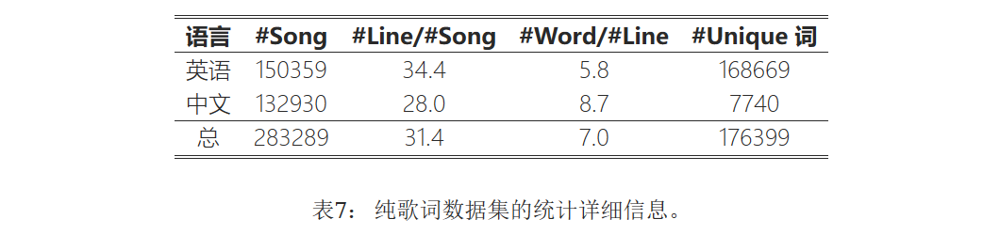 语言 #Song #Line/#Song #Word/#Line #Unique 词
英语 150359 34.4 5.8 168669
中文 132930 28.0 8.7 7740
总 283289 31.4 7.0 176399
表7： 纯歌词数据集的统计详细信息。